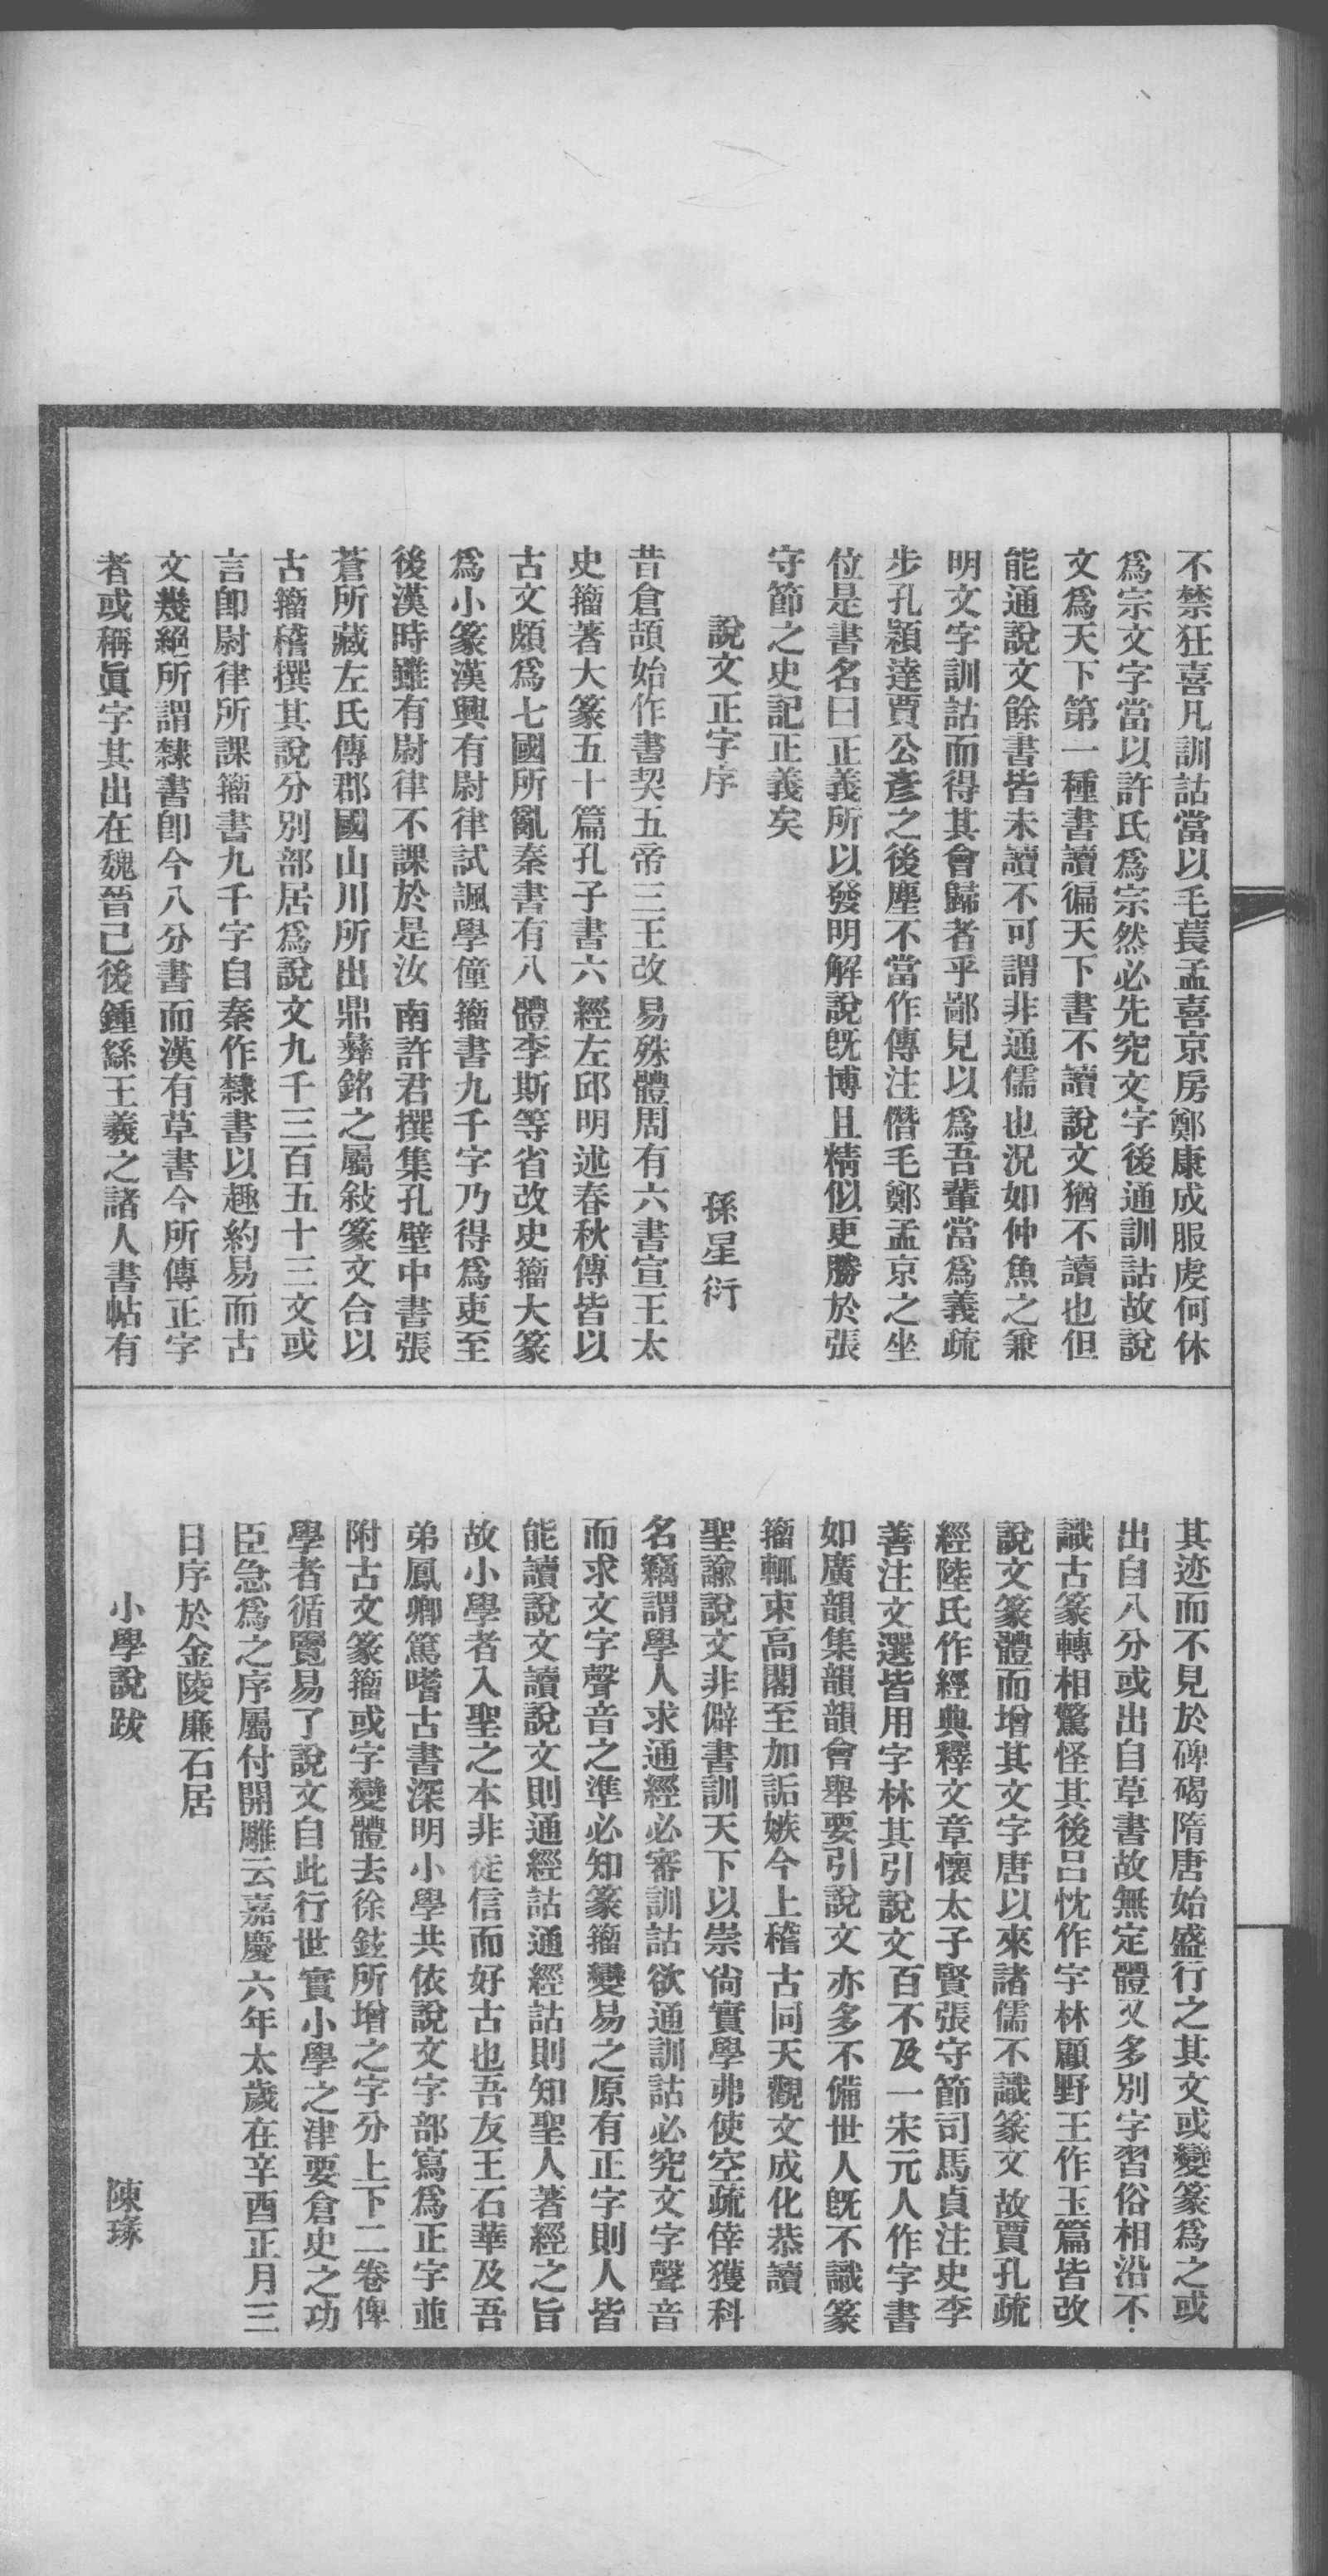 不禁狂喜凡訓詁當以毛萇孟喜京房鄭康成服虔何休
爲宗文字當以許氏爲宗然必先究文字後通訓詁故說
文爲天下第一種書讀徧天下書不讀說文猶不讀也但
能通說文餘書皆未讀不可謂非通儒也況如仲魚之兼
明文字訓詁而得其會歸者乎鄙見以爲吾輩當爲義疏
步孔穎達賈公彥之後塵不當作傳注僭毛鄭孟京之坐
位是書名曰正義所以發明解說旣博且精似更勝於張
守節之史記正義矣
說文正字序
孫星衍
昔倉頡始作書契五帝三王改易殊體周有六書宣王太
史籀著大篆五十篇孔子書六經左邱明述春秋傳皆以
古文頗爲七國所亂秦書有八體李斯等省改史籀大篆
爲小篆漢興有尉律試諷學僮籀書九千字乃得爲吏至
後漢時雖有尉律不課於是汝南許君撰集孔壁中書張
蒼所藏左氏傳郡國山川所出鼎彝銘之屬敍篆文合以
古籀稽撰其說分別部居爲說文九千三百五十三文或
言卽尉律所課籀書九千字自秦作隸書以趣約易而古
文幾絕所謂隸書卽今八分書而漢有草書今所傳正字
者或稱眞字其出在魏晉已後鍾繇王羲之諸人書帖有
其迹而不見於碑碣隋唐始盛行之其文或變篆爲之或
出自八分或出自草書故無定體又多別字習俗相沿不
識古篆轉相驚怪其後呂忱作字林顧野王作玉篇皆改
說文篆體而增其文字唐以來諸儒不識篆文故賈孔疏
經陸氏作經典釋文章懷太子賢張守節司馬貞注史李
善注文選皆用字林其引說文百不及一宋元人作字書
如廣韻集韻韻會舉要引說文亦多不備世人旣不識篆
籀輒束高閣至加詬嫉今上稽古同天觀文成化恭讀
聖諭說文非僻書訓天下以崇尙實學弗使空疏倖獲科
名竊謂學人求通經必審訓詁欲通訓詁必究文字聲音
而求文字聲音之準必知篆籀變易之原有正字則人皆
能讀說文讀說文則通經詁通經詁則知聖人著經之旨
故小學者入聖之本非徒信而好古也吾友王石華及吾
弟鳳卿篤嗜古書深明小學共依說文字部寫爲正字並
附古文篆籀或字變體去徐鉉所增之字分上下二卷俾
學者循覽易了說文自此行世實小學之津要倉史之功
臣急爲之序屬付開雕云嘉慶六年太歲在辛酉正月三
日序於金陵廉石居
小學說跋
陳瑑